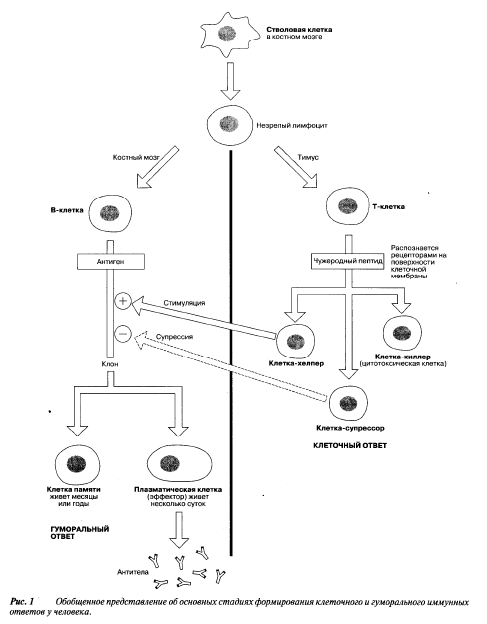 Стволовая клетка
в костном мозге
Незрелый лимфоцит
Костный мозг
Тимус
В-клетка
Т-клетка
Антиген
Чужеродный пептид
Распознается
рецепторами на
поверхности
клеточной
мембраны
+
Стимуляция
−
Супрессия
Клетка-хелпер
Клетка-киллер
(цитотоксическая клетка)
Клон
Клетка-супрессор
КЛЕТОЧНЫЙ ОТВЕТ
Клетка памяти
живет месяцы
или годы
Плазматическая клетка
(эффектор) живет
несколько суток
ГУМОРАЛЬНЫЙ
ОТВЕТ
Антитела
Рис. 1 Обобщенное представление об основных стадиях формирования клеточного и гуморального иммунных
ответов у человека.